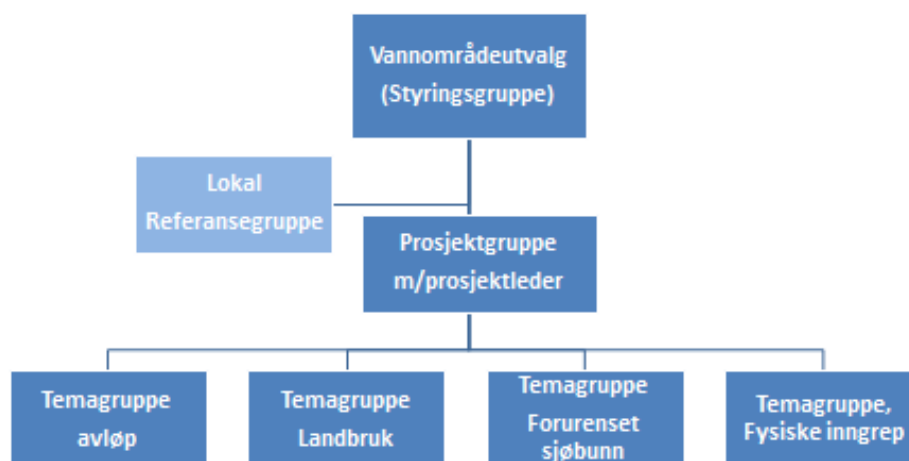 Vannområdeutvalg
(Styringsgruppe)
Lokal
Referansegruppe
Prosjektgruppe
m/prosjektleder
Temagruppe
avløp
Temagruppe
Landbruk
Temagruppe
Forurenset
sjøbunn
Temagruppe,
Fysiske inngrep